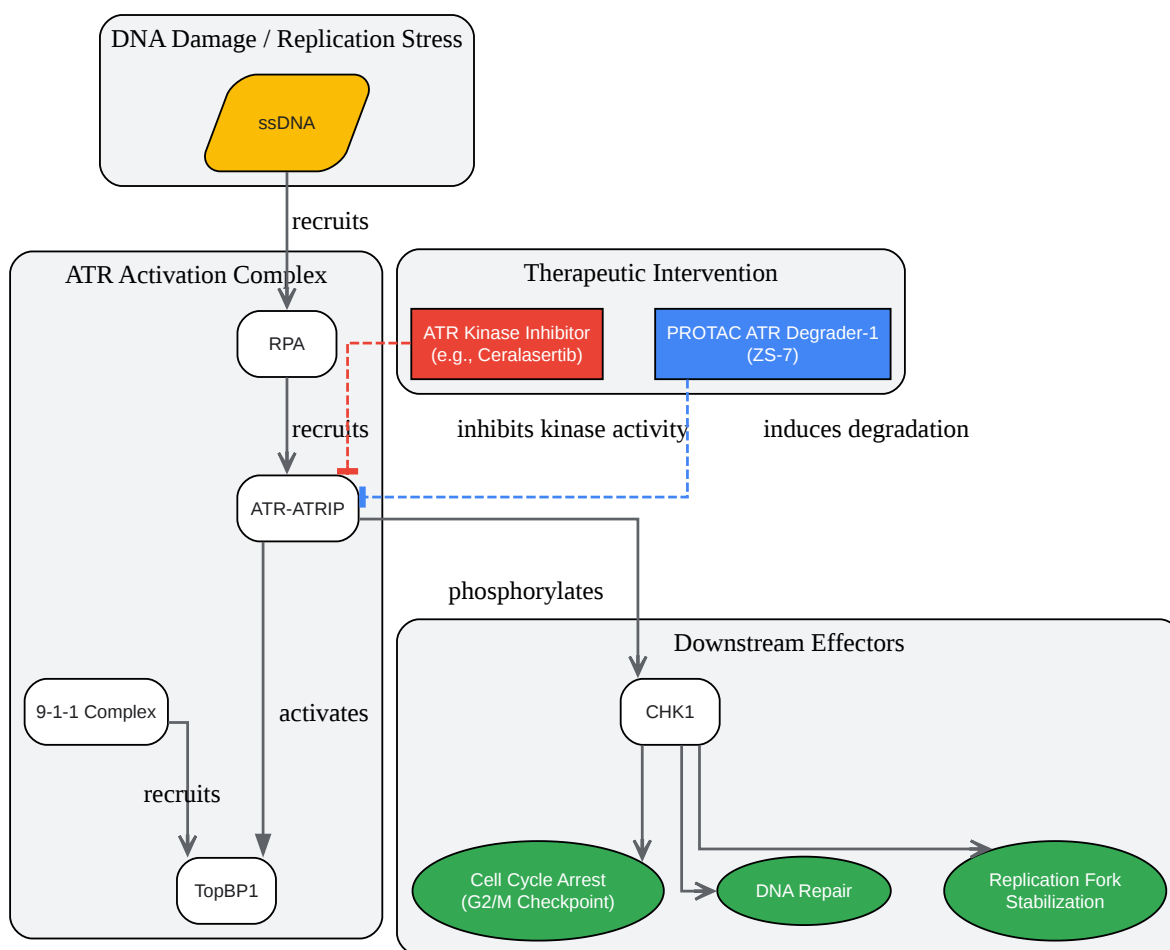 DNA Damage / Replication Stress
ssDNA
recruits
ATR Activation Complex
Therapeutic Intervention
RPA
ATR Kinase Inhibitor
(e.g., Ceralasertib)
PROTAC ATR Degrader-1
(ZS-7)
recruits
inhibits kinase activity
induces degradation
ATR-ATRIP
phosphorylates
Downstream Effectors
9-1-1 Complex
activates
CHK1
recruits
TopBP1
Cell Cycle Arrest
(G2/M Checkpoint)
DNA Repair
Replication Fork
Stabilization